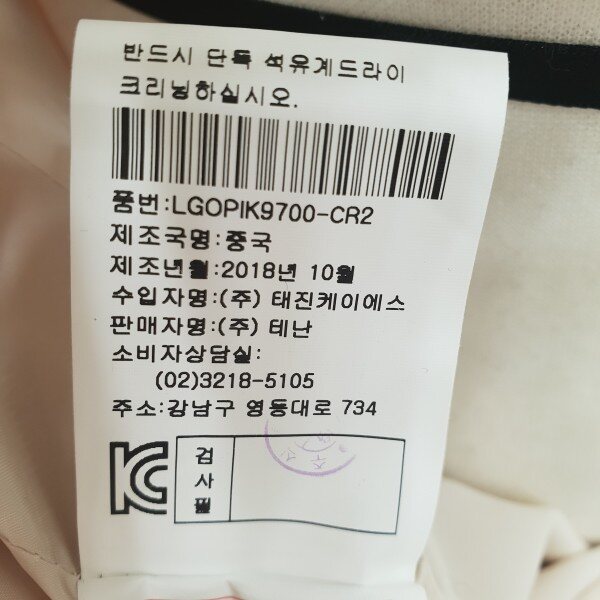 반드시 단독 석유계드라이
크리닝하십시오.
품번:LGOPIK9700-CR2
제조국명:중국
제조년월:2018년 10월
수입자명:(주) 태진케이에스
판매자명:(주) 테난
소비자상담실:
(02)3218-5105
주소:강남구 영동대로 734
KC
검
사
필